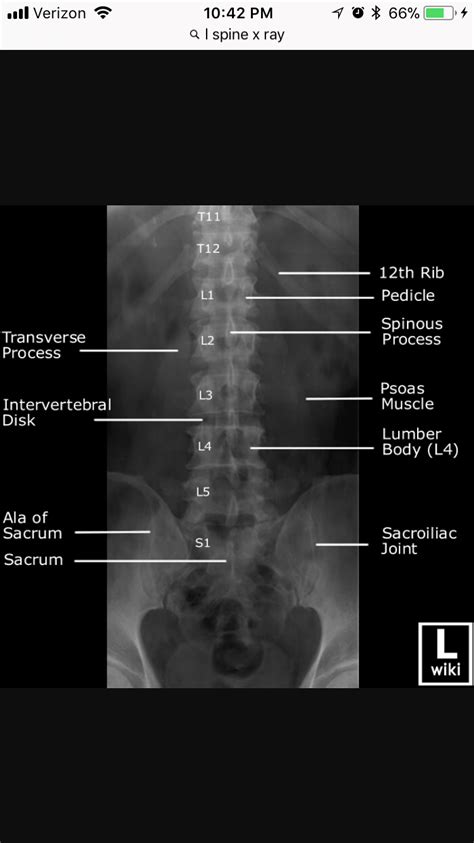 Verizon 10:42 PM 66%
l spine x ray
T11
T12
12th Rib
L1
Pedicle
Spinous
Process
Transverse
Process
L2
L3
Psoas
Muscle
Intervertebral
Disk
Lumber
Body (L4)
L4
L5
Ala of
Sacrum
S1
Sacroiliac
Joint
Sacrum
L
wiki